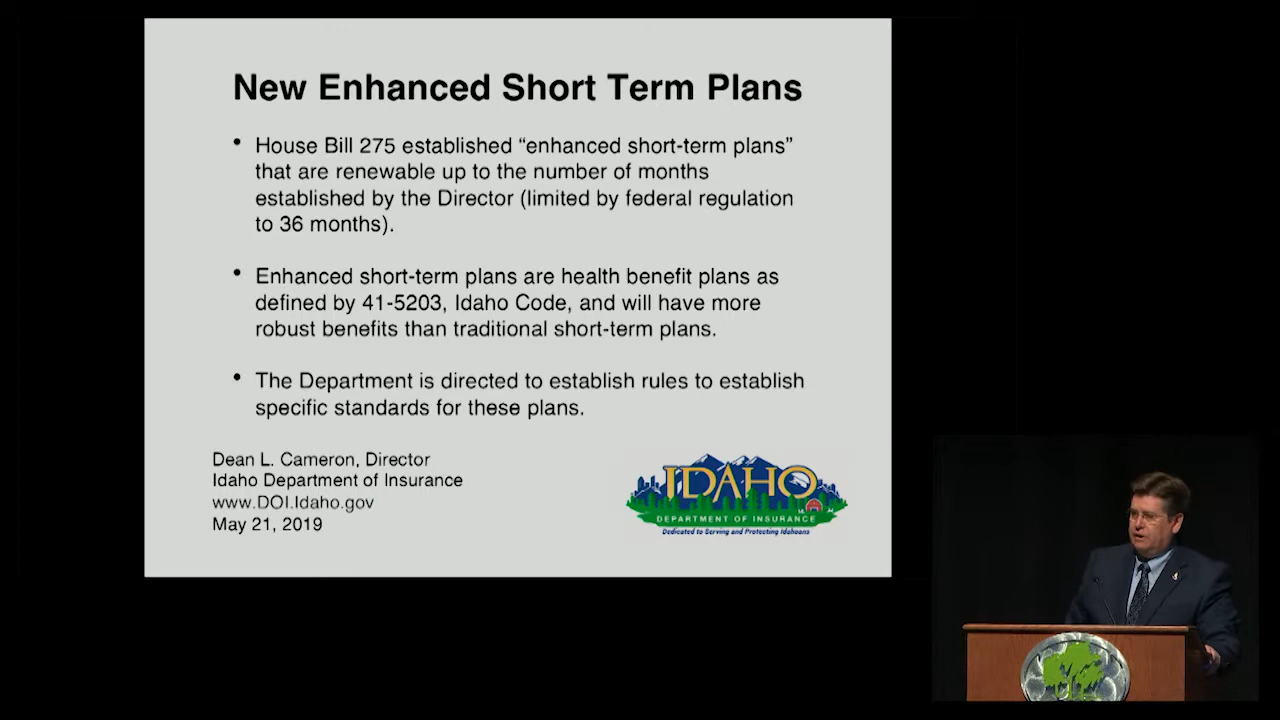 New Enhanced Short Term Plans
• House Bill 275 established “enhanced short-term plans”
that are renewable up to the number of months
established by the Director (limited by federal regulation
to 36 months).
• Enhanced short-term plans are health benefit plans as
defined by 41-5203, Idaho Code, and will have more
robust benefits than traditional short-term plans.
• The Department is directed to establish rules to establish
specific standards for these plans.
Dean L. Cameron, Director
Idaho Department of Insurance
www.DOI.Idaho.gov
May 21, 2019
IDAHO
DEPARTMENT OF INSURANCE
Dedicated to Serving and Protecting Idahoans